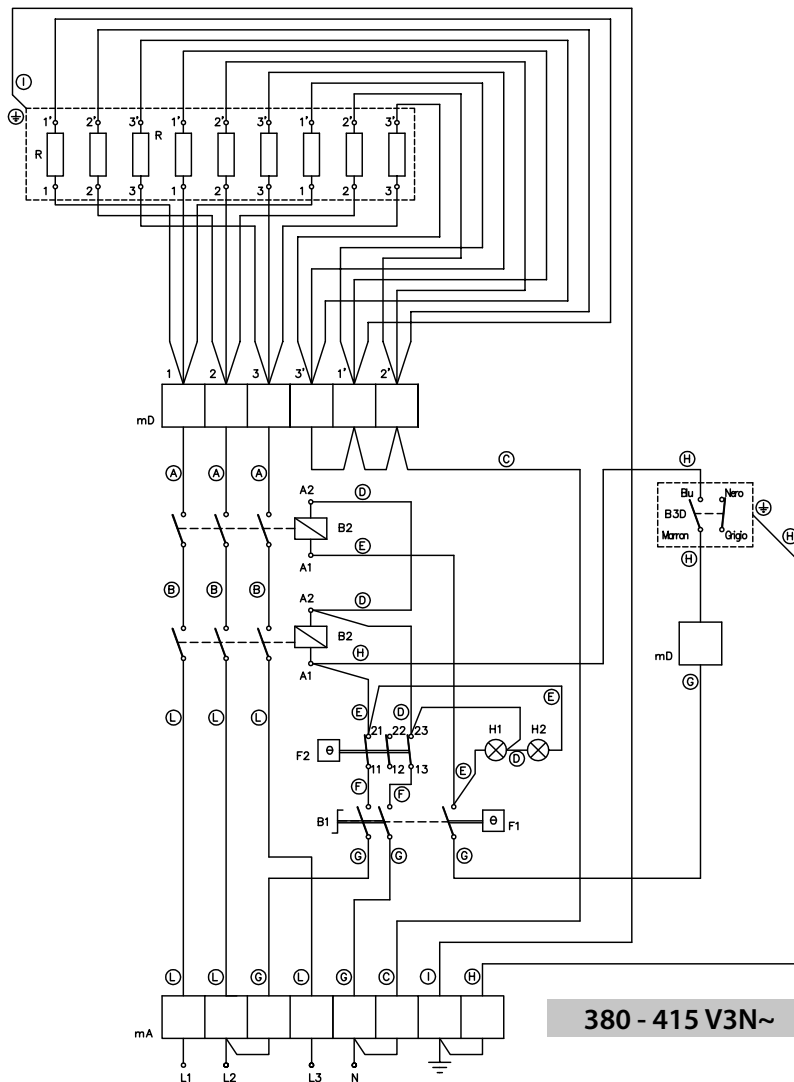 I
1' 2' 3' 1' 2' 3' 1' 2' 3'
R R
1 2 3 1 2 3 1 2 3
1 2 3 3' 1' 2'
mD
C
A A A
H
A2 D
Blu Nero
B2
B3D
E
Marron Grigio
H
A1
H
B B B
A2 D
B2
H
mD
A1
G
L L L
E D E
21 22 23
H1 H2
F2 θ
D
11 12 13
E
F F
B1
θ F1
G G G
L L G L G C I H
mA
380 - 415 V3N~
L1 L2 L3 N